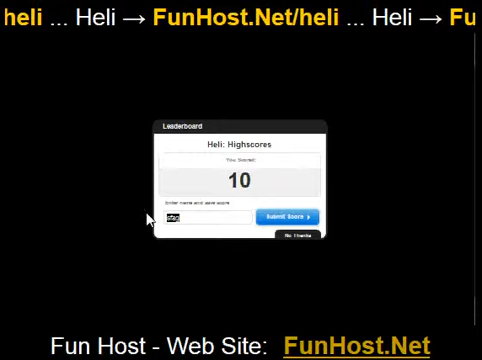 heli ... Heli → FunHost.Net/heli ... Heli → Fu
Leaderboard
Heli: Highscores
You Scored:
10
Enter name and save score
stag
Submit Score
No Thanks
Fun Host - Web Site: FunHost.Net